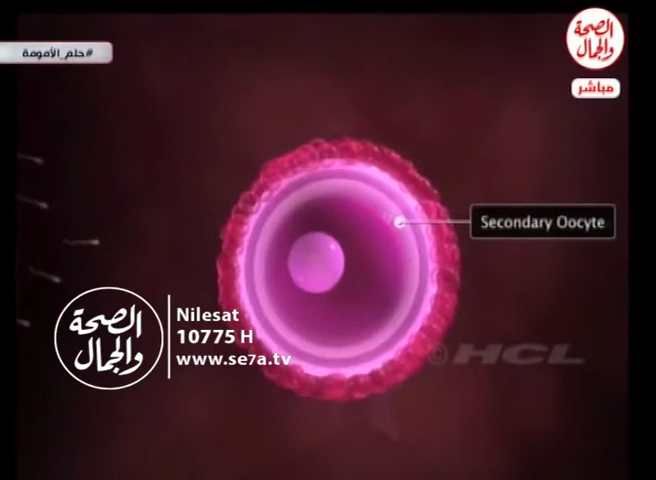 #حلم_الأمومة
الصحة
والجمال
مباشر
Secondary Oocyte
الصحة
والجمال
Nilesat
10775 H
www.se7a.tv
© HCL